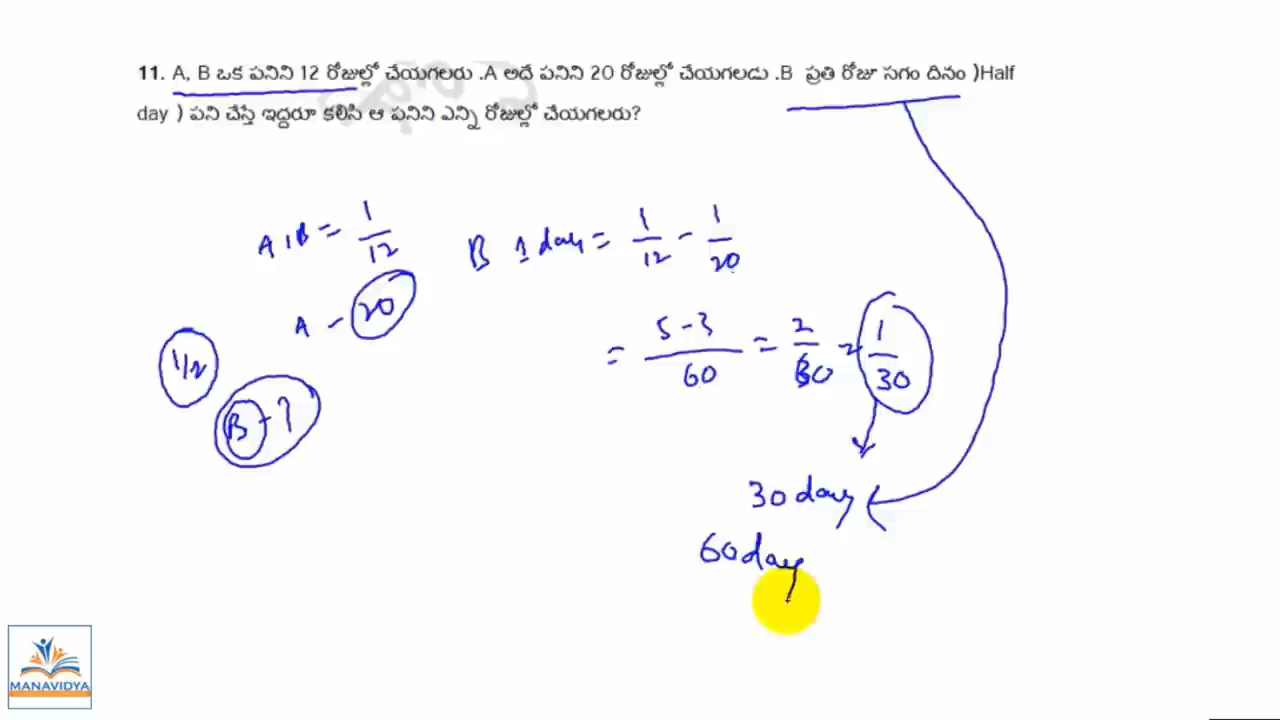 11. A, B ఒక పనిని 12 రోజుల్లో చేయగలరు .A అదే పనిని 20 రోజుల్లో చేయగలడు .B ప్రతి రోజూ సగం దినం )Half
day ) పని చేస్తే ఇద్దరూ కలిసి ఆ పనిని ఎన్ని రోజుల్లో చేయగలరు?
A, B = 1/12
B 1 day = 1/12 - 1/20
A - 20
= 5-3/60 = 2/60 = 1/30
1/2
B - ?
30 days
60 days
MANAVIDYA